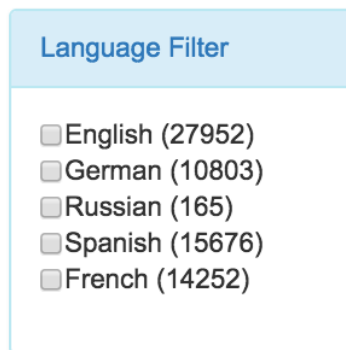 Language Filter
English (27952)
German (10803)
Russian (165)
Spanish (15676)
French (14252)